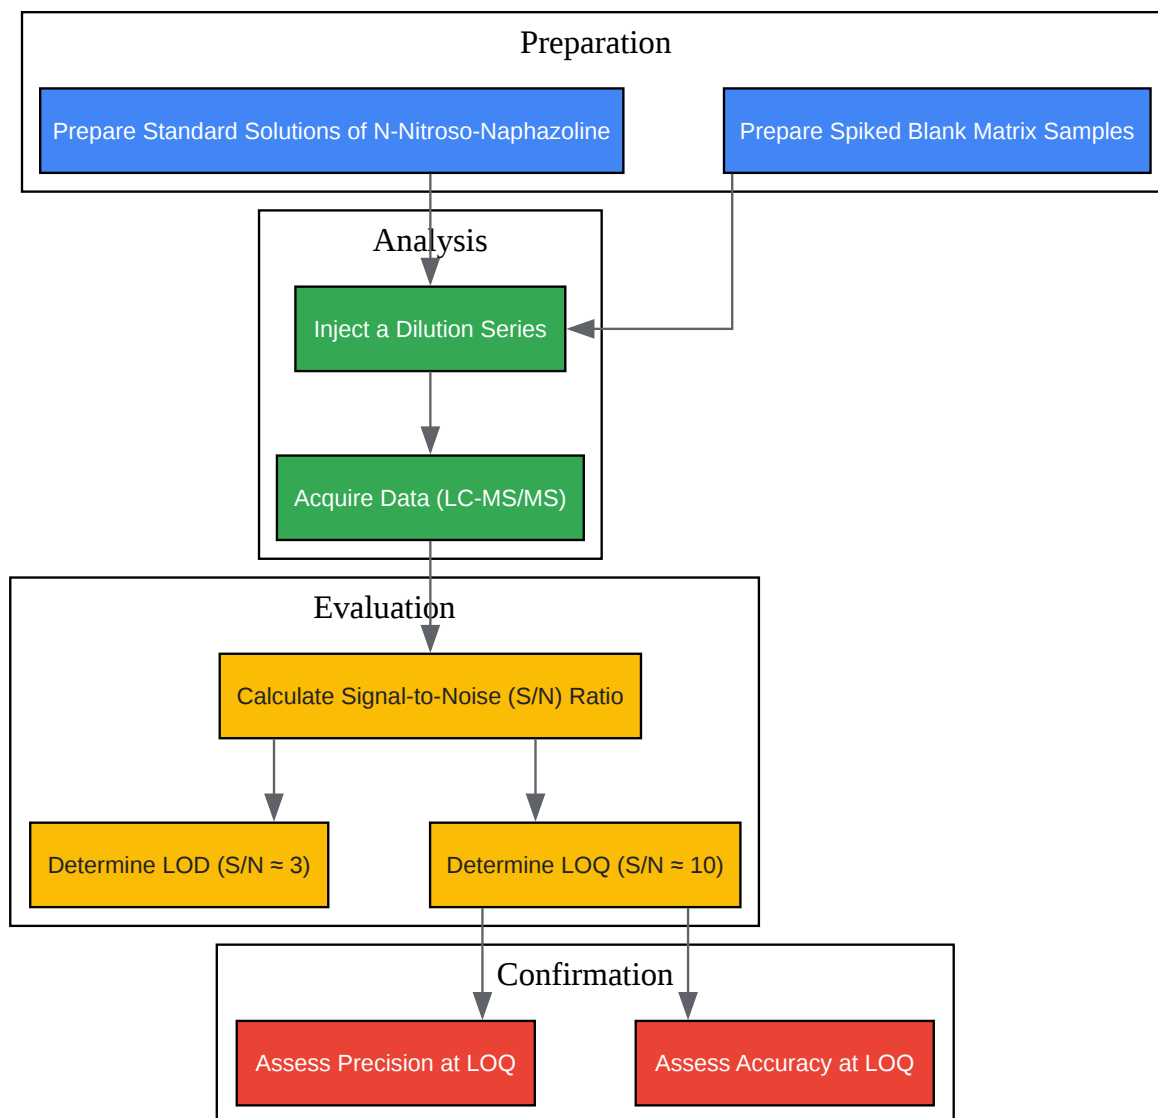 Preparation
Prepare Standard Solutions of N-Nitroso-Naphazoline
Prepare Spiked Blank Matrix Samples
Analysis
Inject a Dilution Series
Acquire Data (LC-MS/MS)
Evaluation
Calculate Signal-to-Noise (S/N) Ratio
Determine LOD (S/N ≈ 3)
Determine LOQ (S/N ≈ 10)
Confirmation
Assess Precision at LOQ
Assess Accuracy at LOQ